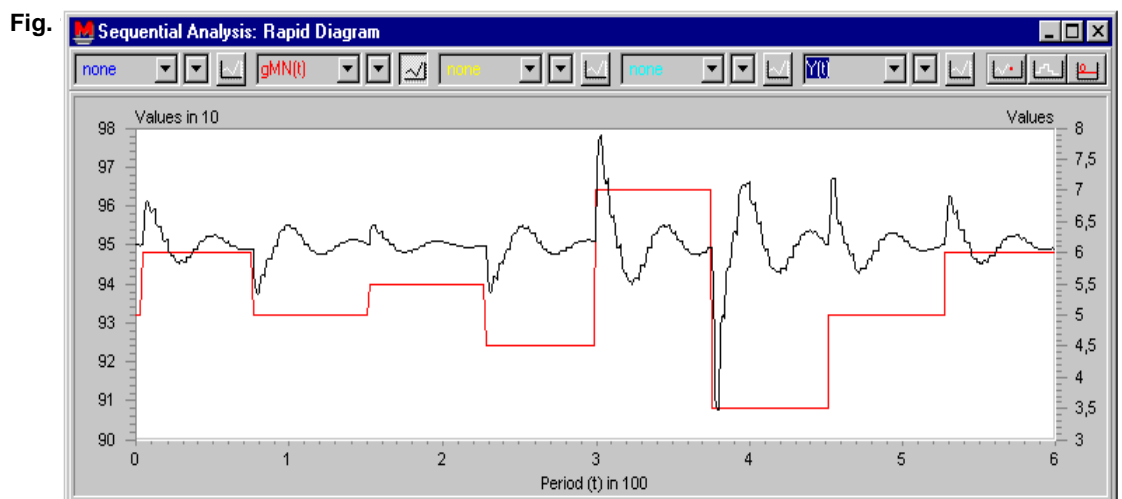 Fig.
Sequential Analysis: Rapid Diagram
none gMN(t) none none Y(t)
Values in 10 Values
98 8
97 7,5
96 7
95 6,5
94 6
93 5,5
92 5
91 4,5
90 4
3,5
3
0 1 2 3 4 5 6
Period (t) in 100